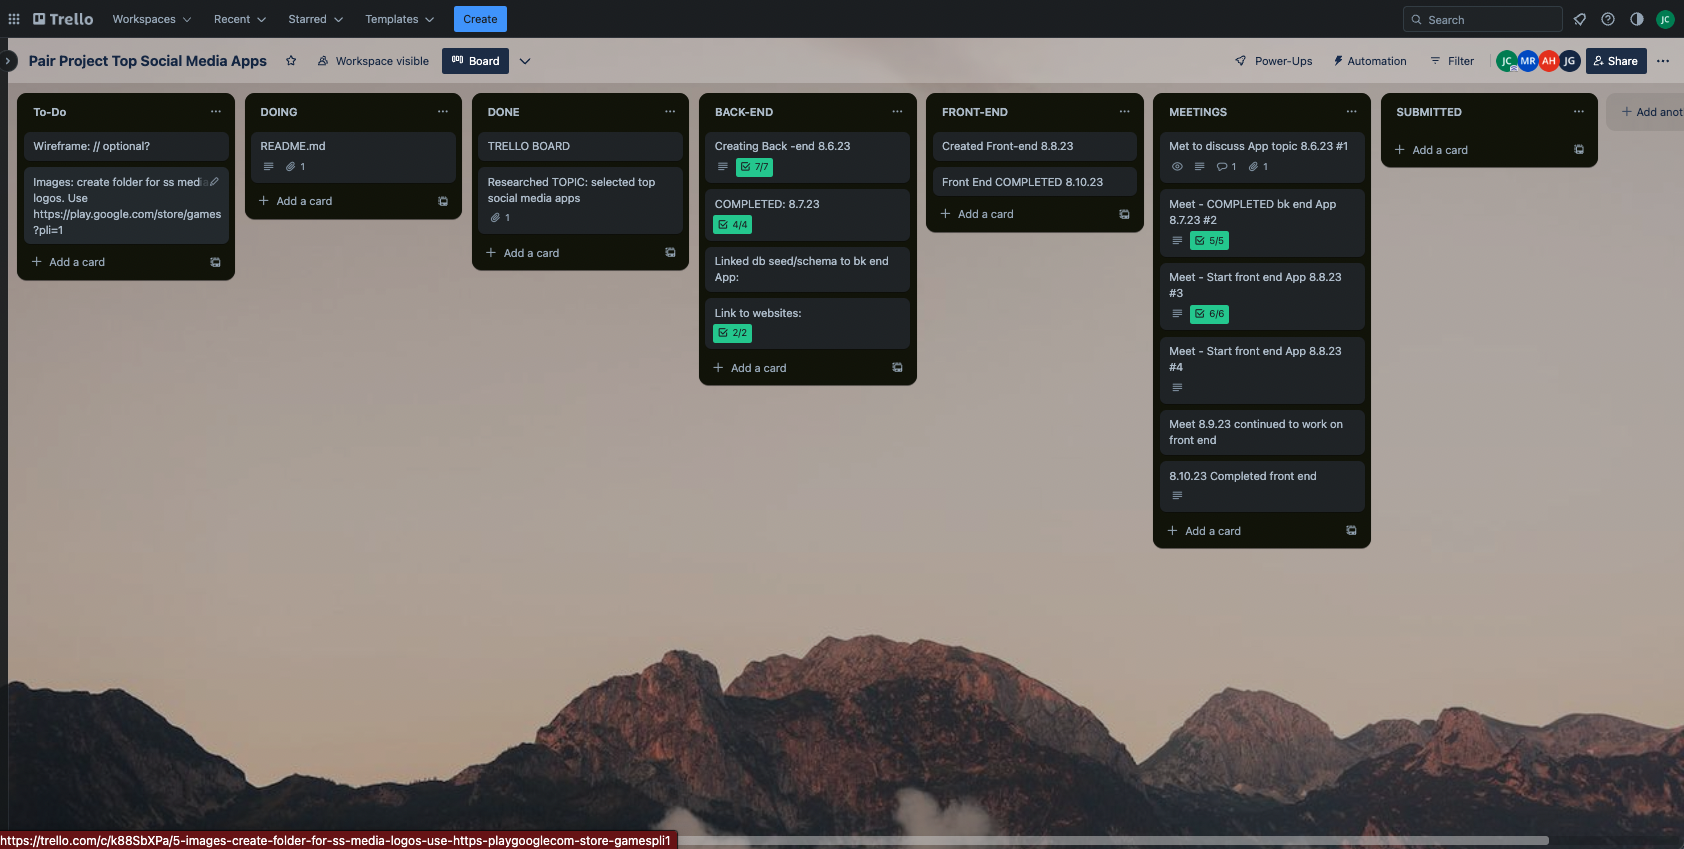 Trello
Workspaces
Recent
Starred
Templates
Create
Search
JC
Pair Project Top Social Media Apps
Workspace visible
Board
Power-Ups
Automation
Filter
JC
MR
AH
JG
Share
To-Do
Wireframe: // optional?
Images: create folder for ss media
logos. Use
https://play.google.com/store/games
?pli=1
Add a card
DOING
README.md
1
Add a card
DONE
TRELLO BOARD
Researched TOPIC: selected top
social media apps
1
Add a card
BACK-END
Creating Back -end 8.6.23
7/7
COMPLETED: 8.7.23
4/4
Linked db seed/schema to bk end
App:
Link to websites:
2/2
Add a card
FRONT-END
Created Front-end 8.8.23
Front End COMPLETED 8.10.23
Add a card
MEETINGS
Met to discuss App topic 8.6.23 #1
1 1
Meet - COMPLETED bk end App
8.7.23 #2
5/5
Meet - Start front end App 8.8.23
#3
6/6
Meet - Start front end App 8.8.23
#4
Meet 8.9.23 continued to work on
front end
8.10.23 Completed front end
Add a card
SUBMITTED
Add a card
Add anot
https://trello.com/c/k88SbXPa/5-images-create-folder-for-ss-media-logos-use-https-playgooglecom-store-gamespli1